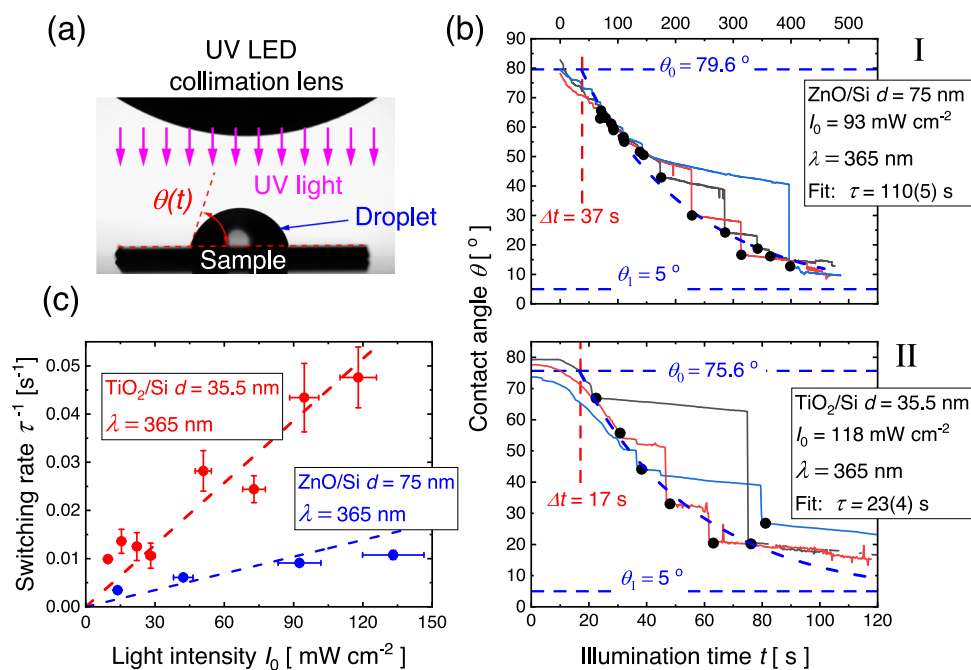 (a)
UV LED
collimation lens
UV light
θ(t)
Droplet
Sample
(b)
0 100 200 300 400 500
I
90
80
70
60
50
40
30
20
10
0
θ0 = 79.6 °
Δt = 37 s
θ1 = 5 °
ZnO/Si d = 75 nm
I0 = 93 mW cm-2
λ = 365 nm
Fit: τ = 110(5) s
Contact angle θ [ ° ]
II
80
70
60
50
40
30
20
10
0
θ0 = 75.6 °
Δt = 17 s
θ1 = 5 °
TiO2/Si d = 35.5 nm
I0 = 118 mW cm-2
λ = 365 nm
Fit: τ = 23(4) s
0 20 40 60 80 100 120
Illumination time t [ s ]
(c)
Switching rate τ-1 [s-1]
0.05
0.04
0.03
0.02
0.01
0.00
TiO2/Si d = 35.5 nm
λ = 365 nm
ZnO/Si d = 75 nm
λ = 365 nm
0 30 60 90 120 150
Light intensity I0 [ mW cm-2 ]